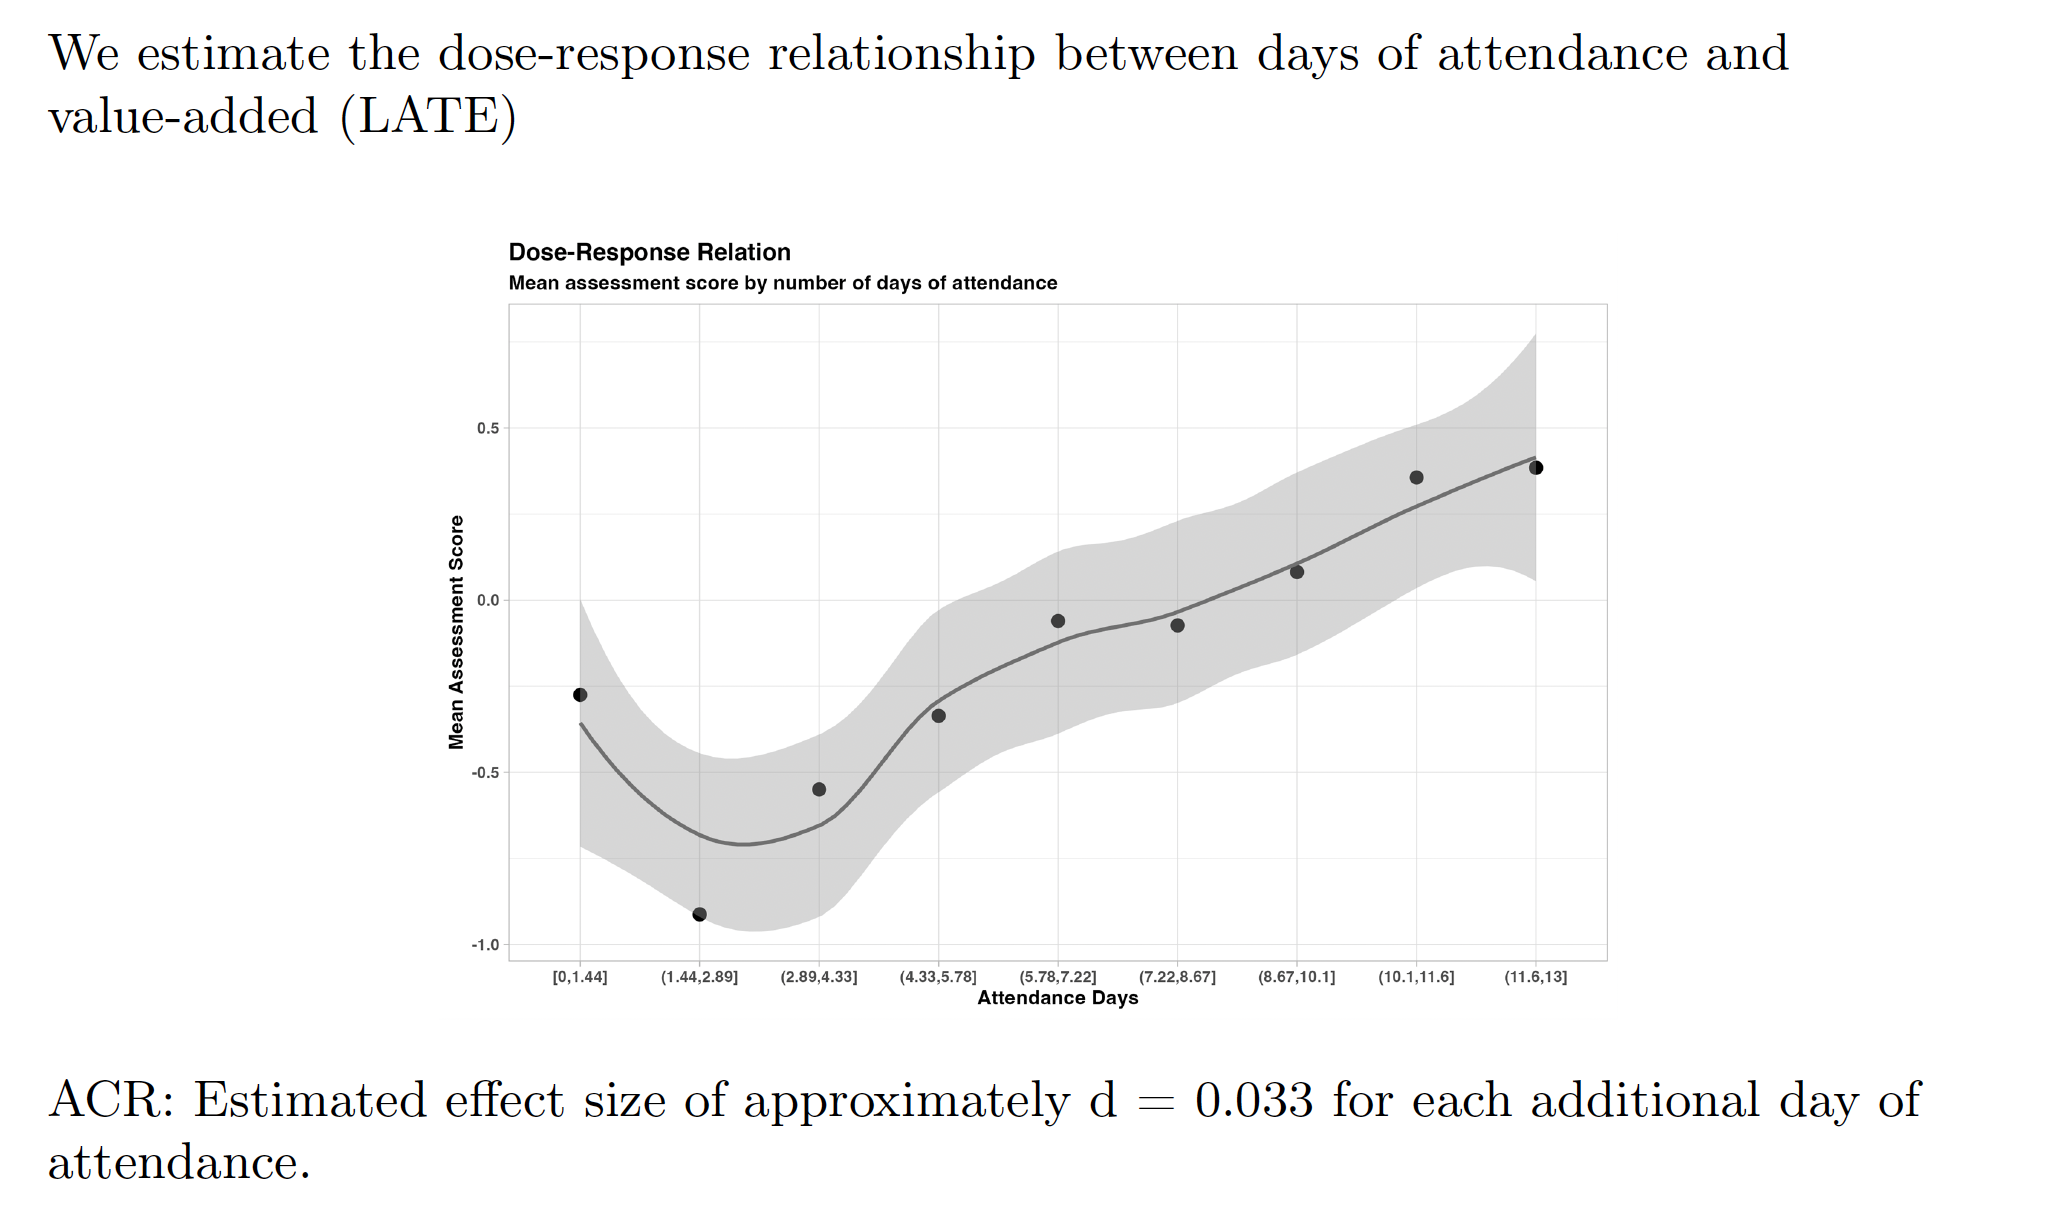 We estimate the dose-response relationship between days of attendance and
value-added (LATE)
Dose-Response Relation
Mean assessment score by number of days of attendance
Mean Assessment Score
0.5
0.0
-0.5
-1.0
[0,1.44] (1.44,2.89] (2.89,4.33] (4.33,5.78] (5.78,7.22] (7.22,8.67] (8.67,10.1] (10.1,11.6] (11.6,13]
Attendance Days
ACR: Estimated effect size of approximately d = 0.033 for each additional day of
attendance.